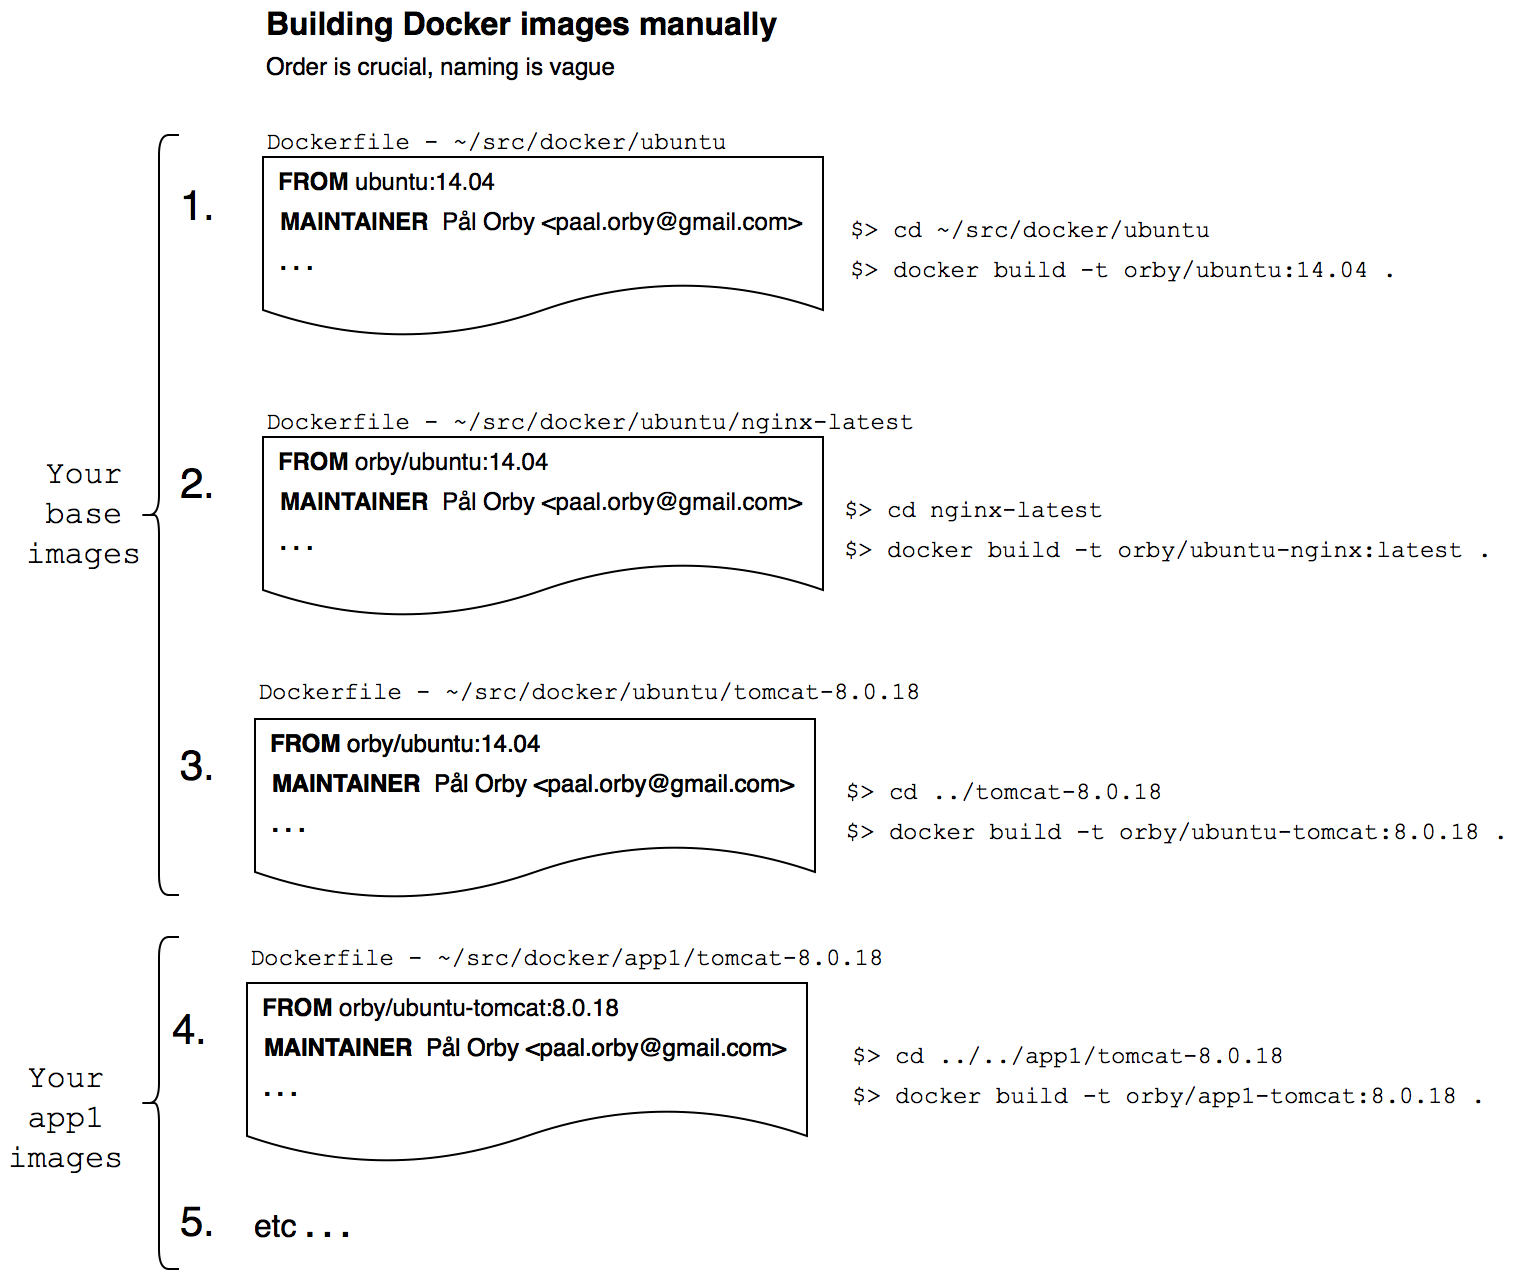 Building Docker images manually
Order is crucial, naming is vague
Your
base
images
1.
Dockerfile - ~/src/docker/ubuntu
FROM ubuntu:14.04
MAINTAINER Pål Orby <paal.orby@gmail.com>
...
$> cd ~/src/docker/ubuntu
$> docker build -t orby/ubuntu:14.04 .
2.
Dockerfile - ~/src/docker/ubuntu/nginx-latest
FROM orby/ubuntu:14.04
MAINTAINER Pål Orby <paal.orby@gmail.com>
...
$> cd nginx-latest
$> docker build -t orby/ubuntu-nginx:latest .
3.
Dockerfile - ~/src/docker/ubuntu/tomcat-8.0.18
FROM orby/ubuntu:14.04
MAINTAINER Pål Orby <paal.orby@gmail.com>
...
$> cd ../tomcat-8.0.18
$> docker build -t orby/ubuntu-tomcat:8.0.18 .
Your
app1
images
4.
Dockerfile - ~/src/docker/app1/tomcat-8.0.18
FROM orby/ubuntu-tomcat:8.0.18
MAINTAINER Pål Orby <paal.orby@gmail.com>
...
$> cd ../../app1/tomcat-8.0.18
$> docker build -t orby/app1-tomcat:8.0.18 .
5.
etc ...